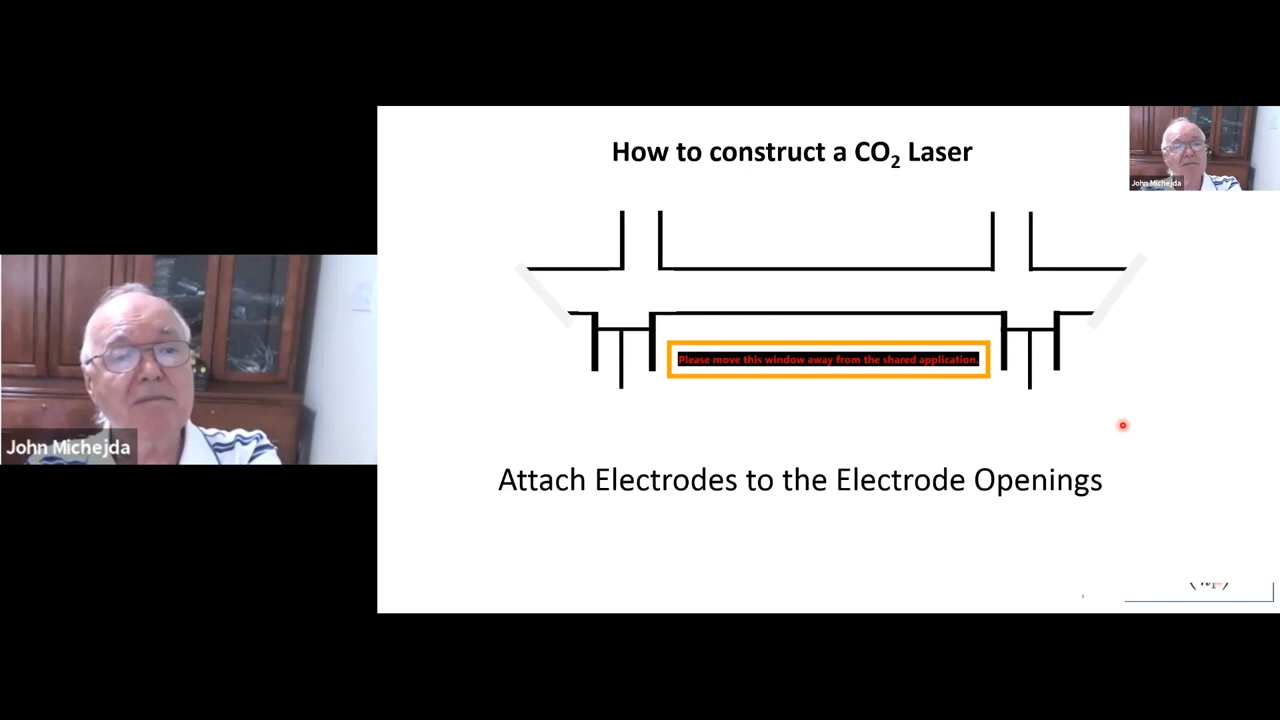 How to construct a CO₂ Laser
John Michejda
Please move this window away from the shared application.
John Michejda
Attach Electrodes to the Electrode Openings